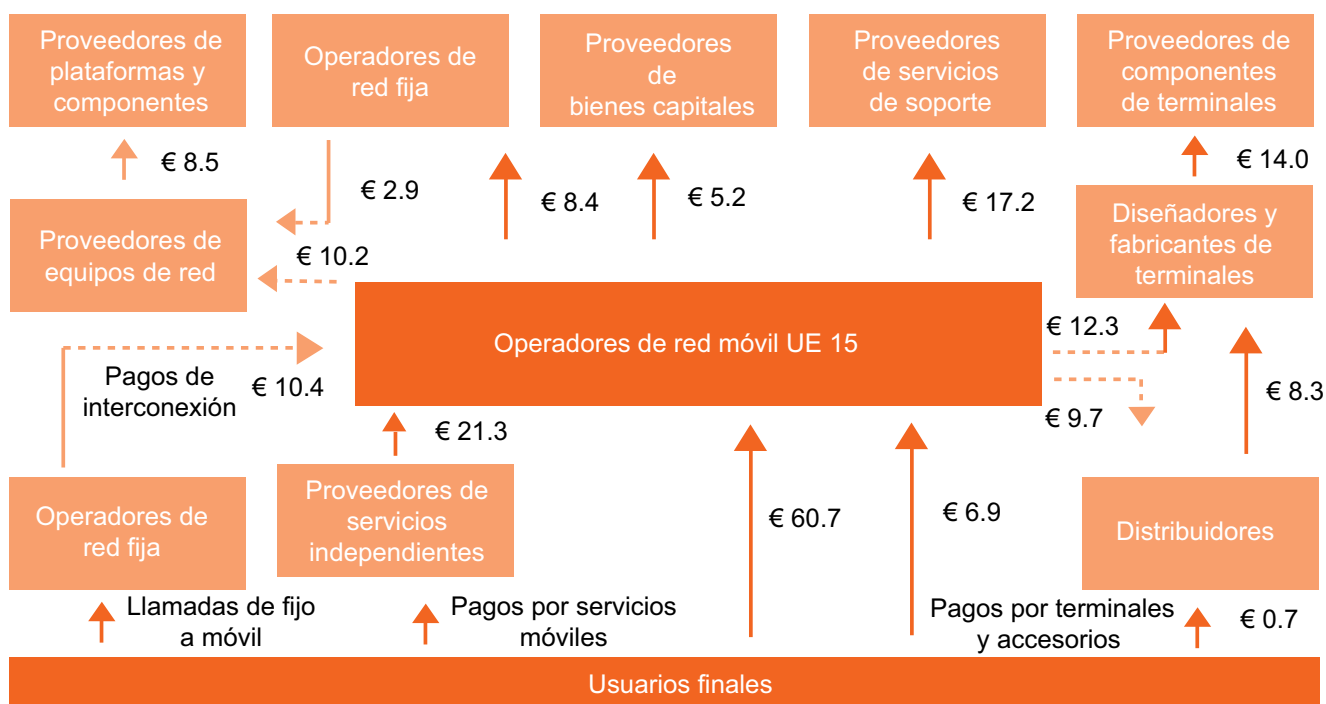 Proveedores de
plataformas y
componentes
Operadores de
red fija
Proveedores
de
bienes capitales
Proveedores
de servicios
de soporte
Proveedores de
componentes
de terminales
€ 8.5
€ 2.9
€ 8.4
€ 5.2
€ 17.2
€ 14.0
Proveedores de
equipos de red
€ 10.2
Diseñadores y
fabricantes de
terminales
Operadores de red móvil UE 15
€ 12.3
Pagos de
interconexión
€ 10.4
€ 9.7
€ 8.3
€ 21.3
Operadores de
red fija
Proveedores de
servicios
independientes
€ 60.7
€ 6.9
Distribuidores
Llamadas de fijo
a móvil
Pagos por servicios
móviles
Pagos por terminales
y accesorios
€ 0.7
Usuarios finales